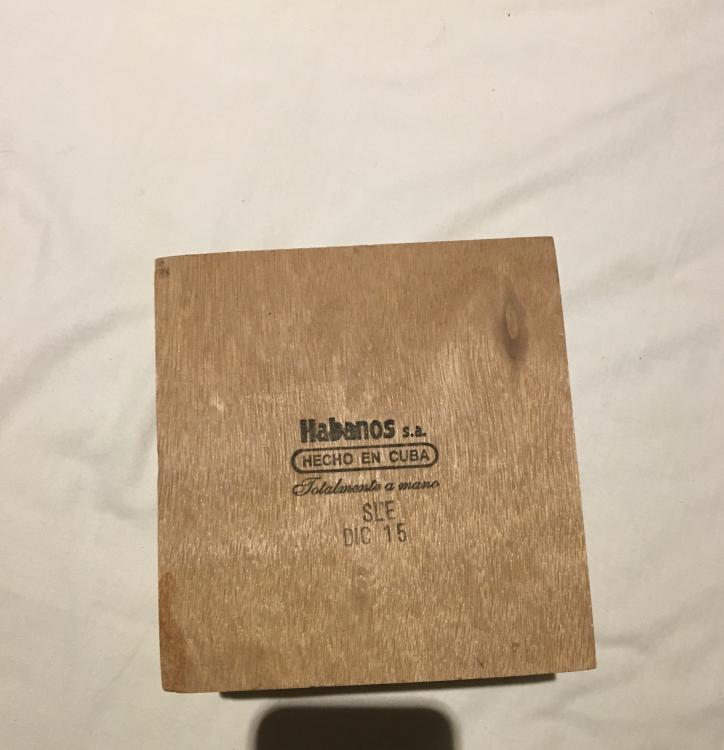 Habanos s.a.
HECHO EN CUBA
Totalmente a mano
SLE
DIC 15